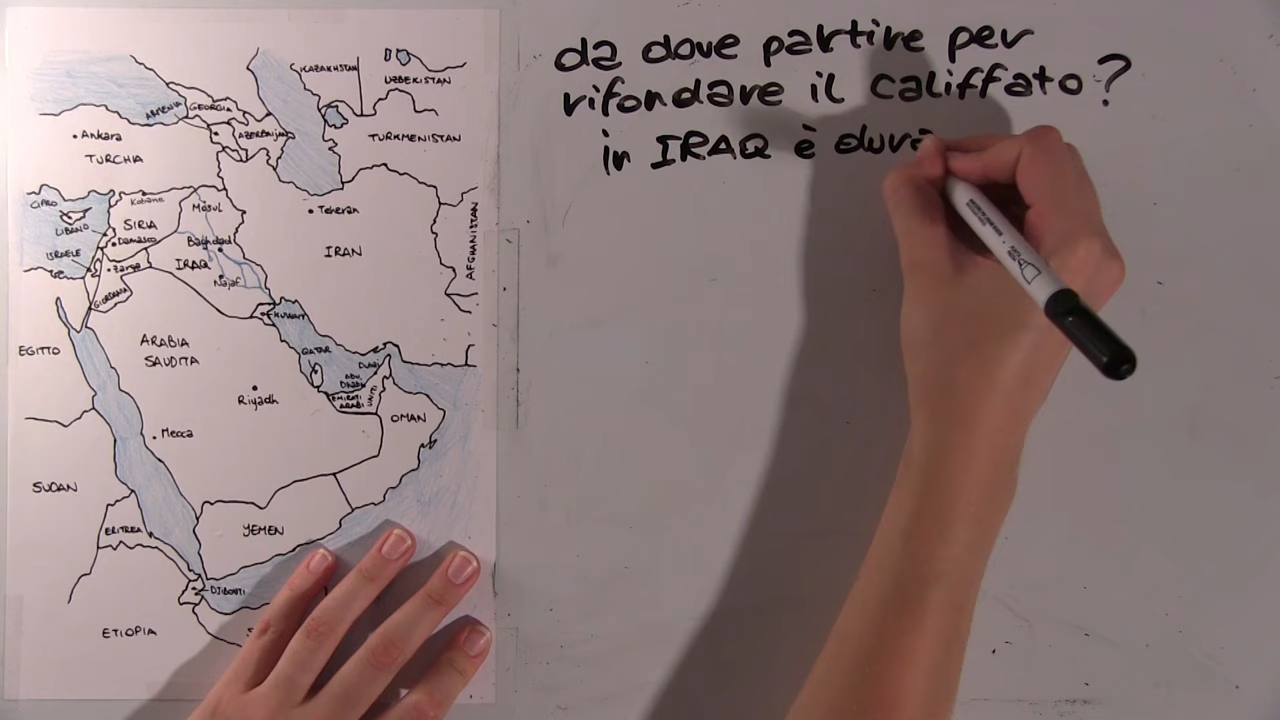 da dove partire per
rifondare il califfato?
in IRAQ è dura
KAZAKHSTAN
UZBEKISTAN
ARMENIA
GEORGIA
AZERBAIJAN
TURKMENISTAN
Ankara
TURCHIA
CIPRO
Kobane
Mosul
Teheran
AFGHANISTAN
LIBANO
SIRIA
Damasco
Baghdad
IRAN
ISRAELE
Zarqa
IRAQ
Najaf
GIORDANIA
KUWAIT
EGITTO
ARABIA
SAUDITA
QATAR
DUBAI
ABU
DHABI
EMIRATI
ARABI
UNITI
Riyadh
OMAN
Mecca
SUDAN
ERITREA
YEMEN
DJIBOUTI
ETIOPIA